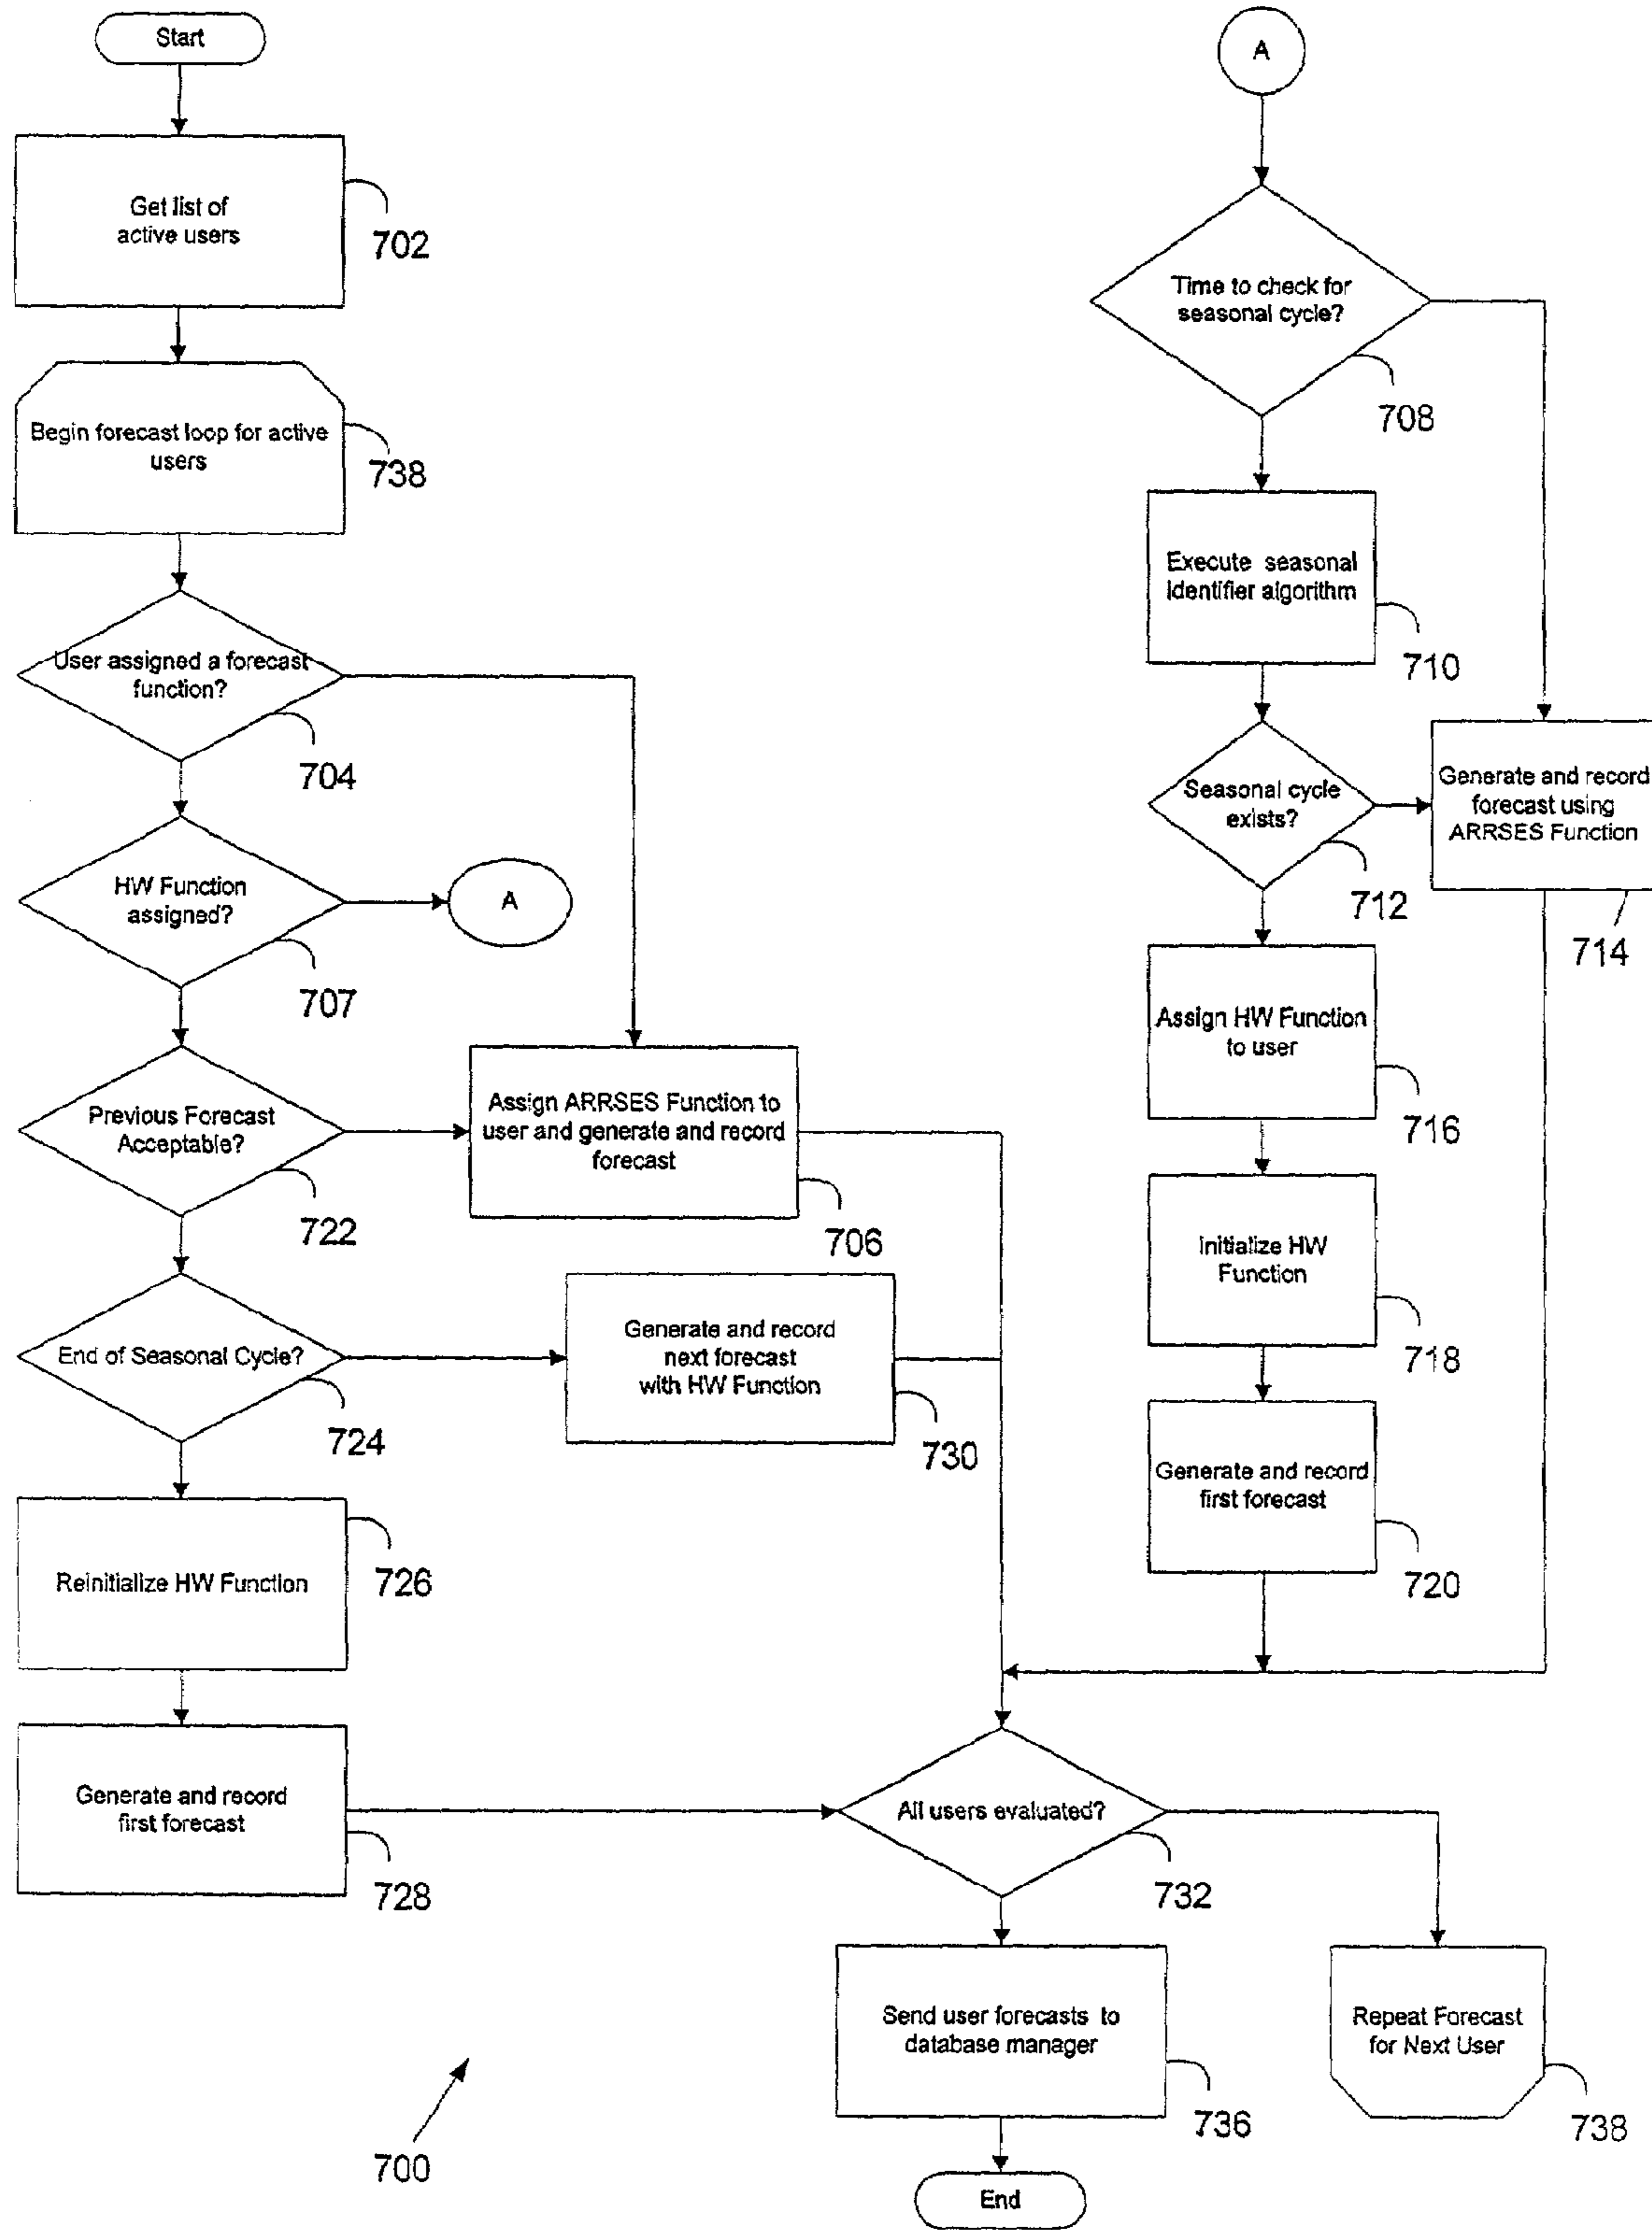 Start
Get list of
active users
702
Begin forecast loop for active
users
738
User assigned a forecast
function?
704
HW Function
assigned?
707
A
Previous Forecast
Acceptable?
722
Assign ARRSES Function to
user and generate and record
forecast
706
End of Seasonal Cycle?
724
Generate and record
next forecast
with HW Function
730
Reinitialize HW Function
726
Generate and record
first forecast
728
A
Time to check for
seasonal cycle?
708
Execute seasonal
identifier algorithm
710
Seasonal cycle
exists?
712
Generate and record
forecast using
ARRSES Function
714
Assign HW Function
to user
716
Initialize HW
Function
718
Generate and record
first forecast
720
All users evaluated?
732
Send user forecasts to
database manager
736
Repeat Forecast
for Next User
738
End
700